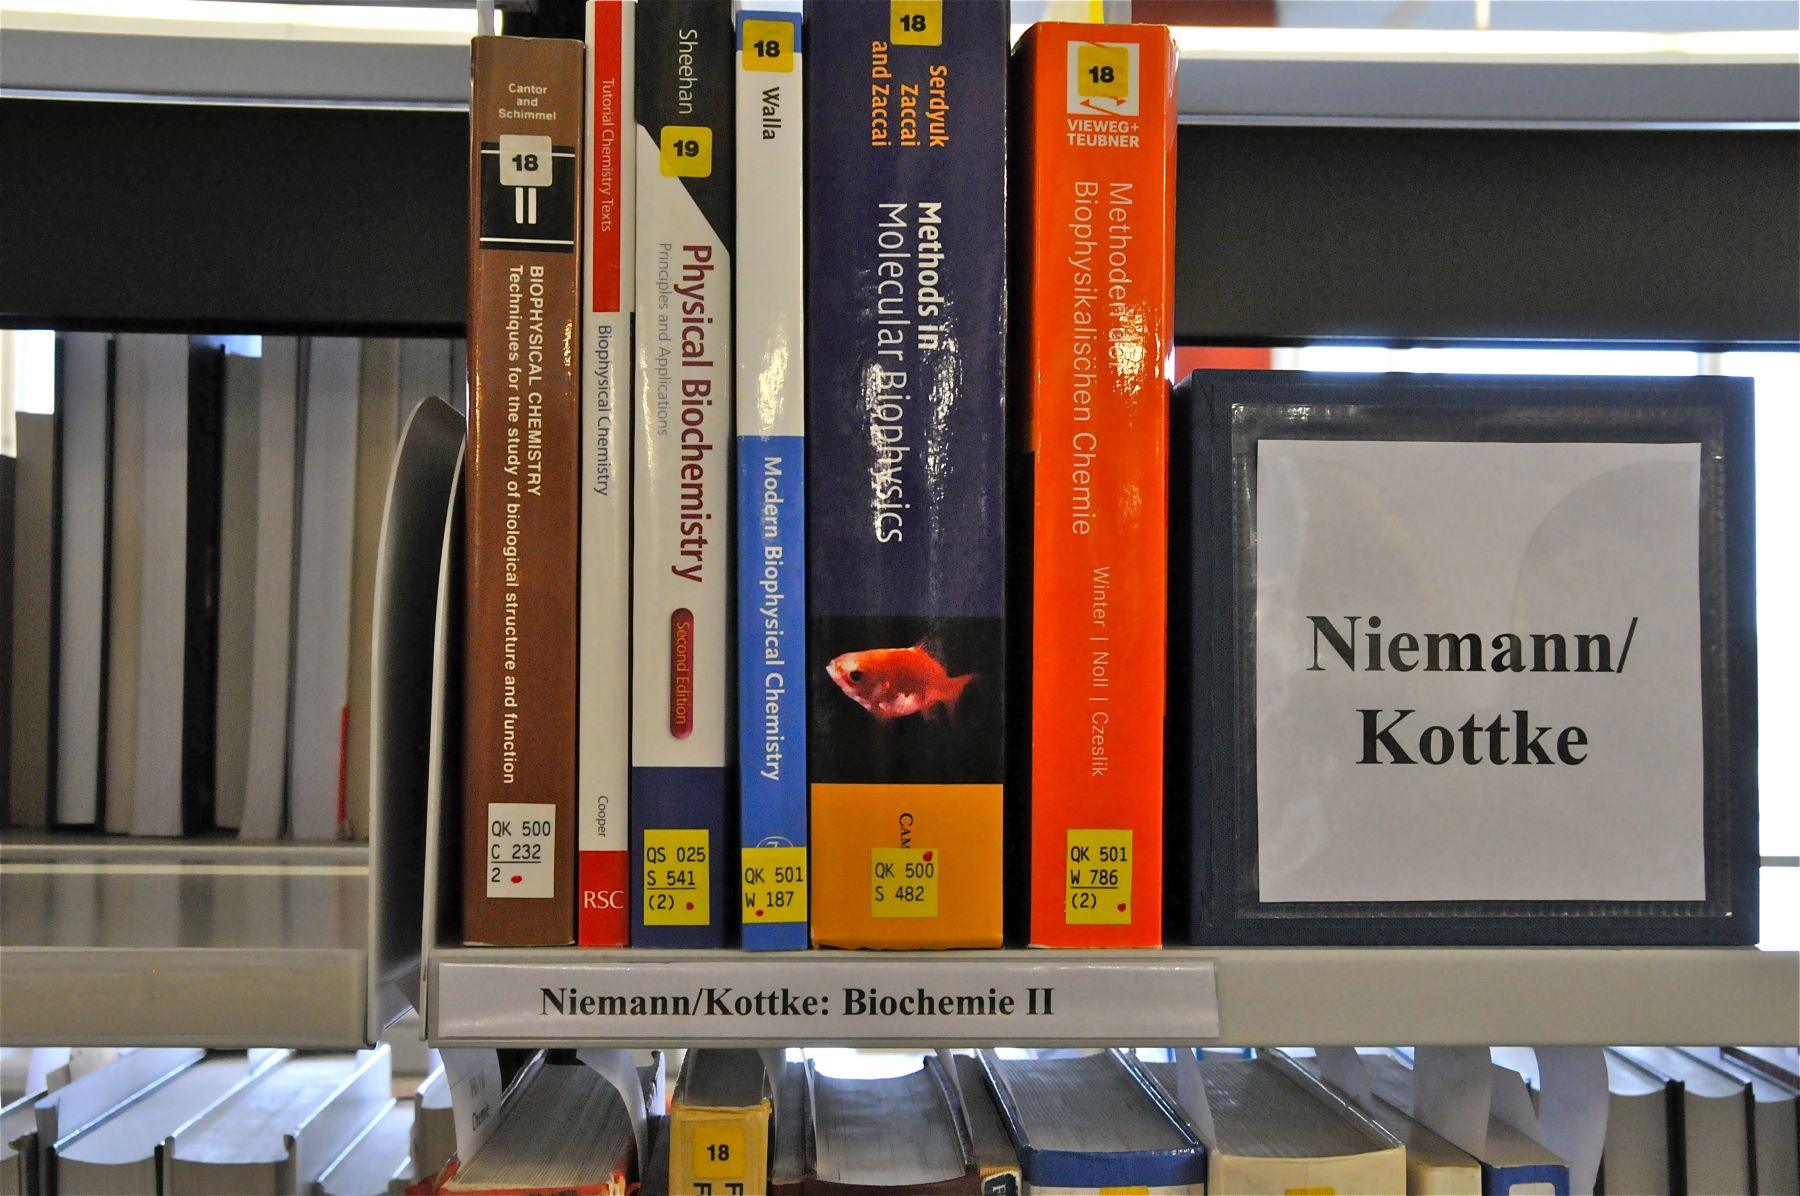 Cantor
and
Schimmel
18
II
BIOPHYSICAL CHEMISTRY
Techniques for the study of biological structure and function
QK 500
C 232
2
Tutorial Chemistry Texts
Biophysical Chemistry
Cooper
RSC
Sheehan
19
Physical Biochemistry
Principles and Applications
Second Edition
QS 025
S 541
(2)
18
Walla
Modern Biophysical Chemistry
QK 501
W 187
18
Serdyuk
Zaccai
and Zaccai
Methods in
Molecular Biophysics
CAM
QK 500
S 482
18
VIEWEG+
TEUBNER
Methoden der
Biophysikalischen Chemie
Winter | Noll | Czeslik
QK 501
W 786
(2)
Niemann/
Kottke
Niemann/Kottke: Biochemie II
Chemie
18